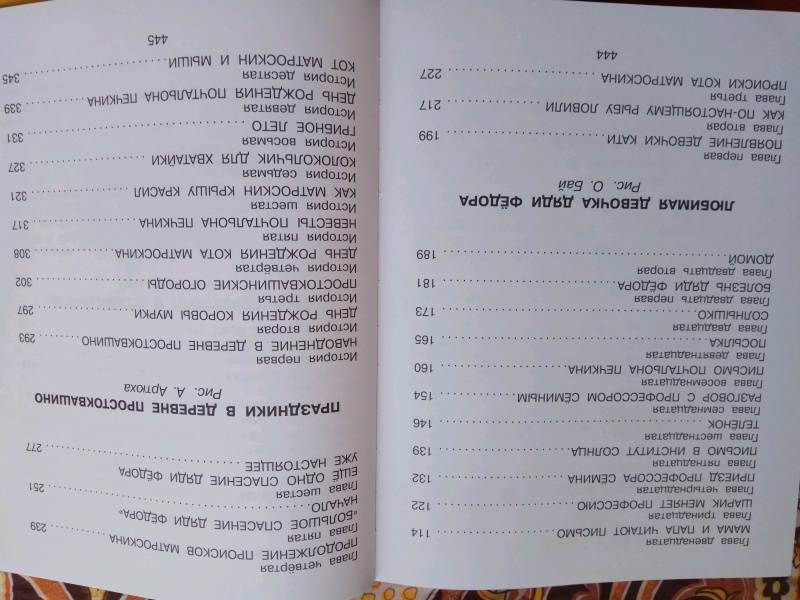 Глава двенадцатая
МАМА И ПАПА ЧИТАЮТ ПИСЬМО ..... 114
Глава тринадцатая
ШАРИК МЕНЯЕТ ПРОФЕССИЮ ..... 122
Глава четырнадцатая
ПРИЕЗД ПРОФЕССОРА СЁМИНА ..... 132
Глава пятнадцатая
ПИСЬМО В ИНСТИТУТ СОЛНЦА ..... 139
Глава шестнадцатая
ТЕЛЁНОК ..... 146
Глава семнадцатая
РАЗГОВОР С ПРОФЕССОРОМ СЁМИНЫМ ..... 154
Глава восемнадцатая
ПИСЬМО ПОЧТАЛЬОНА ПЕЧКИНА ..... 160
Глава девятнадцатая
ПОСЫЛКА ..... 165
Глава двадцатая
СОЛНЫШКО ..... 173
Глава двадцать первая
БОЛЕЗНЬ ДЯДИ ФЁДОРА ..... 181
Глава двадцать вторая
ДОМОЙ ..... 189
ЛЮБИМАЯ ДЕВОЧКА ДЯДИ ФЁДОРА
Рис. О. Бай
Глава первая
ПОЯВЛЕНИЕ ДЕВОЧКИ КАТИ ..... 199
Глава вторая
КАК ПО-НАСТОЯЩЕМУ РЫБУ ЛОВИЛИ ..... 217
Глава третья
ПРОИСКИ КОТА МАТРОСКИНА ..... 227
444
Глава четвёртая
ПРОДОЛЖЕНИЕ ПРОИСКОВ МАТРОСКИНА ..... 239
Глава пятая
«БОЛЬШОЕ СПАСЕНИЕ ДЯДИ ФЁДОРА».
НАЧАЛО ..... 251
Глава шестая
ЕЩЁ ОДНО СПАСЕНИЕ ДЯДИ ФЁДОРА
УЖЕ НАСТОЯЩЕЕ ..... 277
ПРАЗДНИКИ В ДЕРЕВНЕ ПРОСТОКВАШИНО
Рис. А. Артюха
История первая
НАВОДНЕНИЕ В ДЕРЕВНЕ ПРОСТОКВАШИНО ..... 293
История вторая
ДЕНЬ РОЖДЕНИЯ КОРОВЫ МУРКИ ..... 297
История третья
ПРОСТОКВАШИНСКИЕ ОГОРОДЫ ..... 302
История четвёртая
ДЕНЬ РОЖДЕНИЯ КОТА МАТРОСКИНА ..... 308
История пятая
НЕВЕСТЫ ПОЧТАЛЬОНА ПЕЧКИНА ..... 317
История шестая
КАК МАТРОСКИН КРЫШУ КРАСИЛ ..... 321
История седьмая
КОЛОКОЛЬЧИК ДЛЯ ХВАТАЙКИ ..... 327
История восьмая
ГРИБНОЕ ЛЕТО ..... 331
История девятая
ДЕНЬ РОЖДЕНИЯ ПОЧТАЛЬОНА ПЕЧКИНА ..... 339
История десятая
КОТ МАТРОСКИН И МЫШИ ..... 345
445